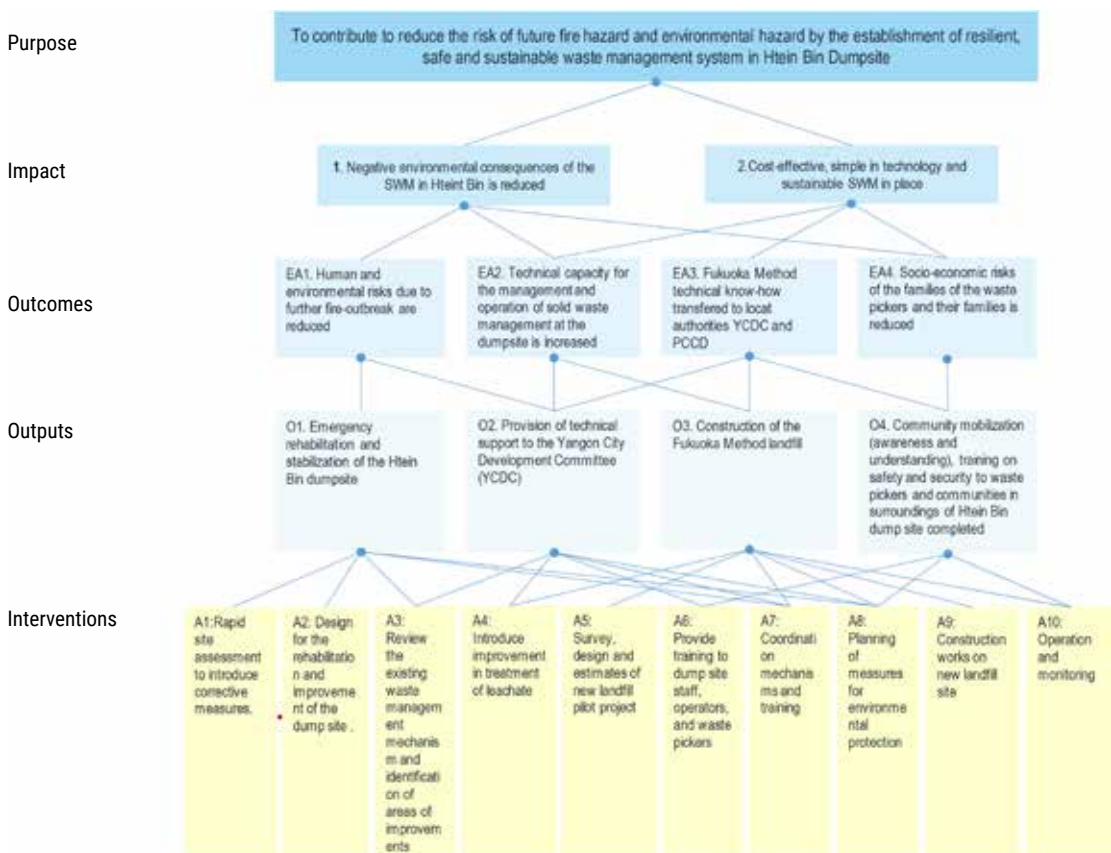 Purpose
To contribute to reduce the risk of future fire hazard and environmental hazard by the establishment of resilient,
safe and sustainable waste management system in Htein Bin Dumpsite
Impact
1. Negative environmental consequences of the
SWM in Hteint Bin is reduced
2.Cost-effective, simple in technology and
sustainable SWM in place
Outcomes
EA1. Human and
environmental risks due to
further fire-outbreak are
reduced
EA2. Technical capacity for
the management and
operation of solid waste
management at the
dumpsite is increased
EA3. Fukuoka Method
technical know-how
transfered to local
authorities YCDC and
PCCD
EA4. Socio-economic risks
of the families of the waste
pickers and their families is
reduced
Outputs
O1. Emergency
rehabilitation and
stabilization of the Htein
Bin dumpsite
O2. Provision of technical
support to the Yangon City
Development Committee
(YCDC)
O3. Construction of the
Fukuoka Method landfill
O4. Community mobilization
(awareness and
understanding), training on
safety and security to waste
pickers and communities in
surroundings of Htein Bin
dump site completed
Interventions
A1:Rapid
site
assessment
to introduce
corrective
measures.
A2: Design
for the
rehabilitatio
n and
improveme
nt of the
dump site .
A3:
Review
the
existing
waste
managem
ent
mechanis
m and
identificati
on of
areas of
improvem
ents
A4:
Introduce
improvement
in treatment
of leachate
A5:
Survey,
design and
estimates of
new landfill
pilot project
A6:
Provide
training to
dump site
staff,
operators,
and waste
pickers
A7:
Coordinati
on
mechanis
ms and
training
A8:
Planning
of
measures
for
environme
ntal
protection
A9:
Construction
works on
new landfill
site
A10:
Operation
and
monitoring